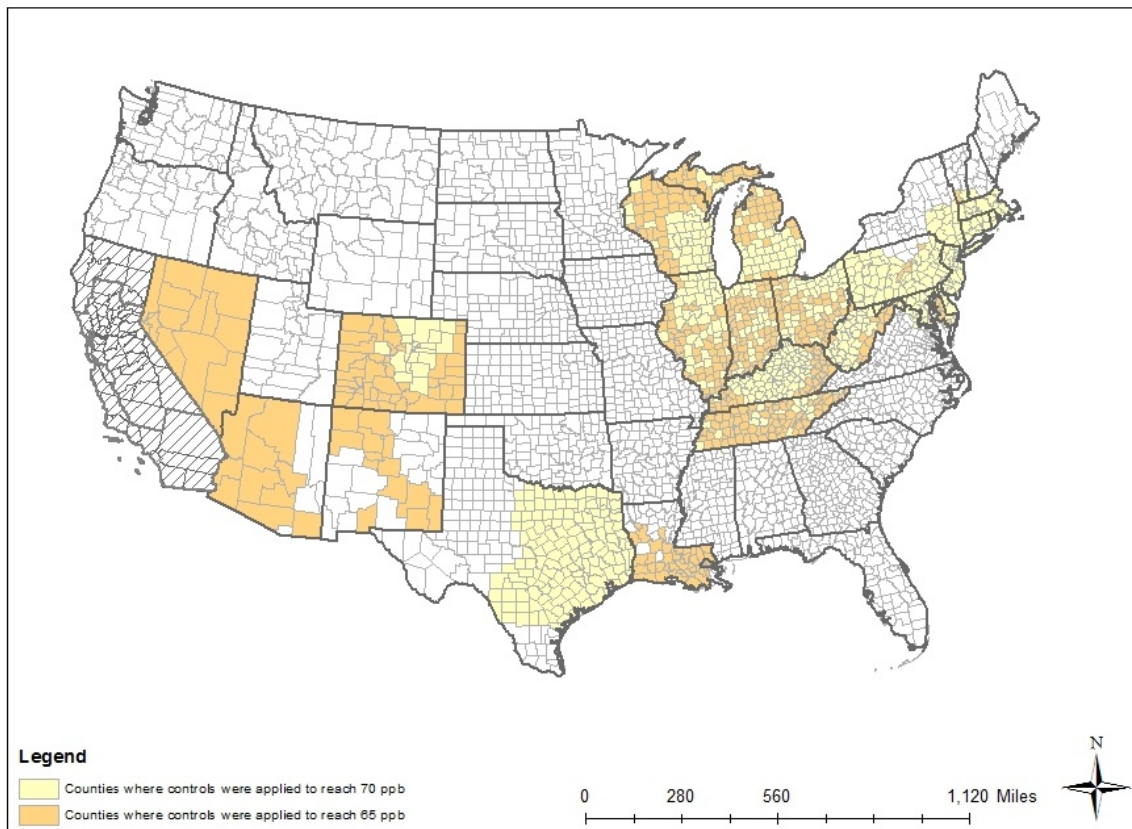 Legend
Counties where controls were applied to reach 70 ppb
Counties where controls were applied to reach 65 ppb
N
0 280 560 1,120 Miles